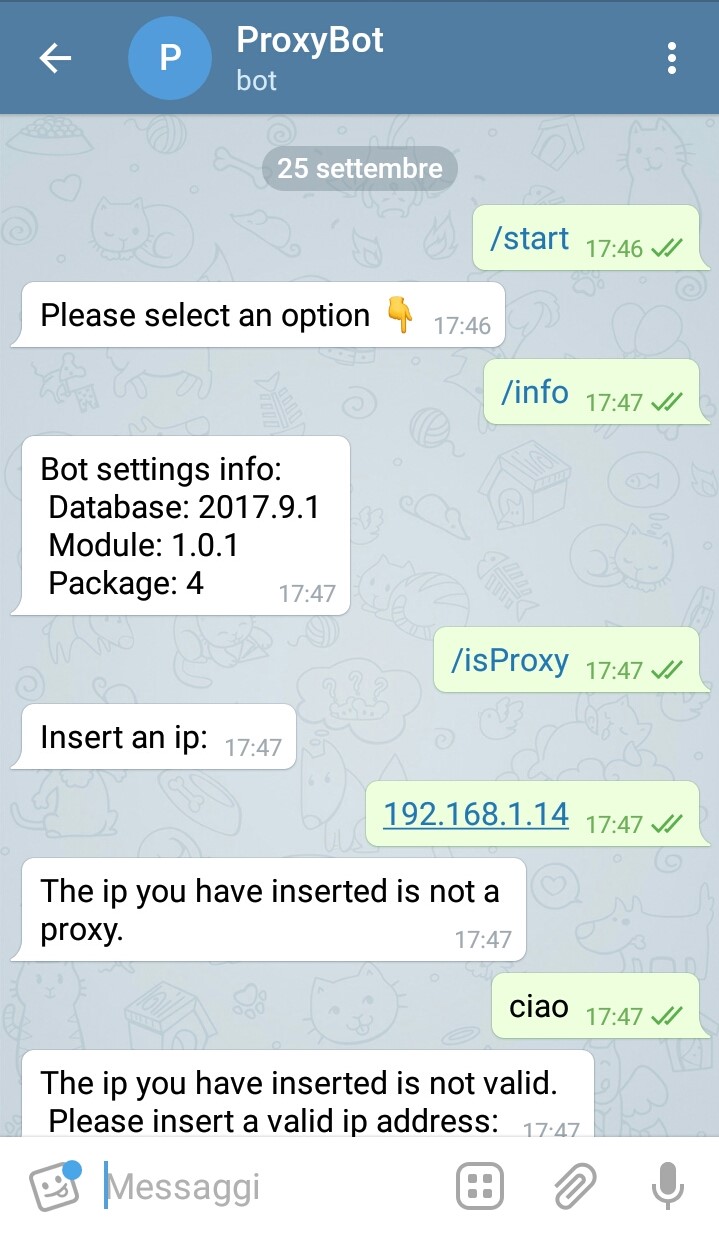 P
ProxyBot
bot
25 settembre
/start 17:46
Please select an option 👇 17:46
/info 17:47
Bot settings info:
Database: 2017.9.1
Module: 1.0.1
Package: 4 17:47
/isProxy 17:47
Insert an ip: 17:47
192.168.1.14 17:47
The ip you have inserted is not a
proxy. 17:47
ciao 17:47
The ip you have inserted is not valid.
Please insert a valid ip address: 17:47
Messaggi